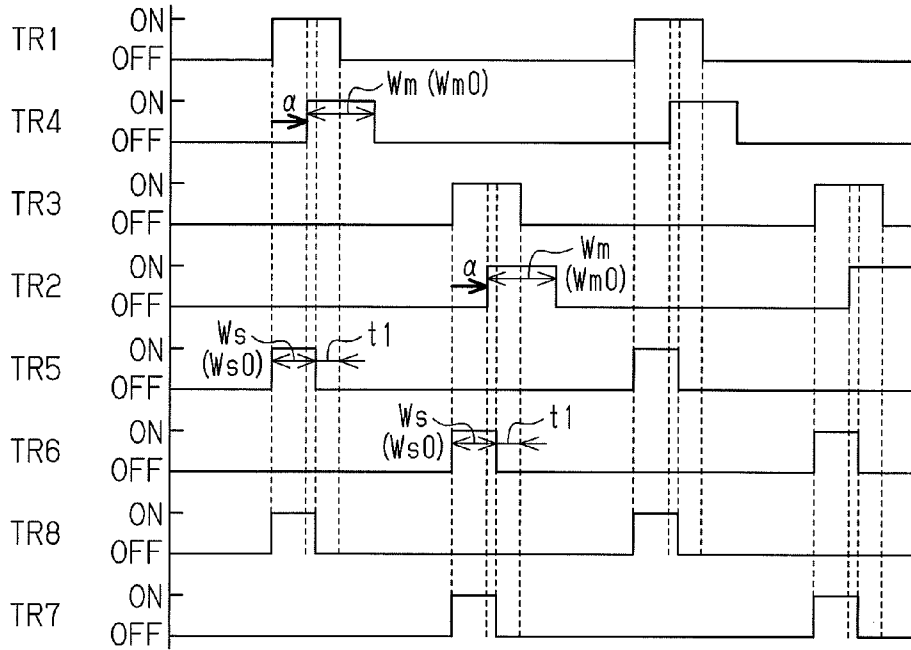 TR1 ON
OFF
TR4 ON
OFF
α
Wm (Wm0)
TR3 ON
OFF
TR2 ON
OFF
α
Wm
(Wm0)
TR5 ON
OFF
Ws
(Ws0)
t1
TR6 ON
OFF
Ws
(Ws0)
t1
TR8 ON
OFF
TR7 ON
OFF